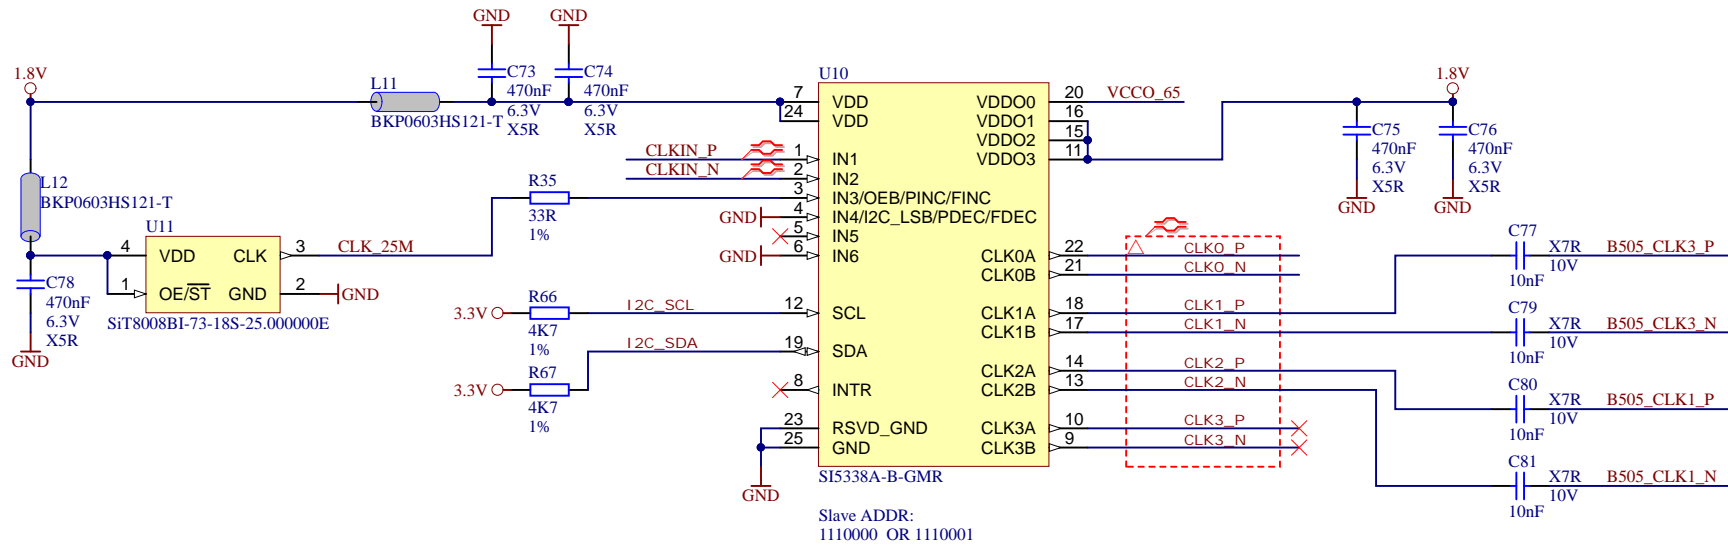 GND
GND
1.8V
L11
BKP0603HS121-T
C73
470nF
6.3V
X5R
C74
470nF
6.3V
X5R
L12
BKP0603HS121-T
U11
4
VDD
CLK
3
1
OE/ST
GND
2
GND
SiT8008BI-73-18S-25.000000E
C78
470nF
6.3V
X5R
GND
CLK_25M
R35
33R
1%
CLKIN_P
CLKIN_N
GND
GND
3.3V
R66
4K7
1%
I2C_SCL
3.3V
R67
4K7
1%
I2C_SDA
U10
7
VDD
24
VDD
1
IN1
2
IN2
3
IN3/OEB/PINC/FINC
4
IN4/I2C_LSB/PDEC/FDEC
5
IN5
6
IN6
12
SCL
19
SDA
8
INTR
23
RSVD_GND
25
GND
GND
VDDO0
20
VCCO_65
VDDO1
16
VDDO2
15
VDDO3
11
CLK0A
22
CLK0_P
CLK0B
21
CLK0_N
CLK1A
18
CLK1_P
CLK1B
17
CLK1_N
CLK2A
14
CLK2_P
CLK2B
13
CLK2_N
CLK3A
10
CLK3_P
CLK3B
9
CLK3_N
SI5338A-B-GMR
Slave ADDR:
1110000 OR 1110001
1.8V
C75
470nF
6.3V
X5R
GND
C76
470nF
6.3V
X5R
GND
C77
X7R
10V
10nF
B505_CLK3_P
C79
X7R
10V
10nF
B505_CLK3_N
C80
X7R
10V
10nF
B505_CLK1_P
C81
X7R
10V
10nF
B505_CLK1_N